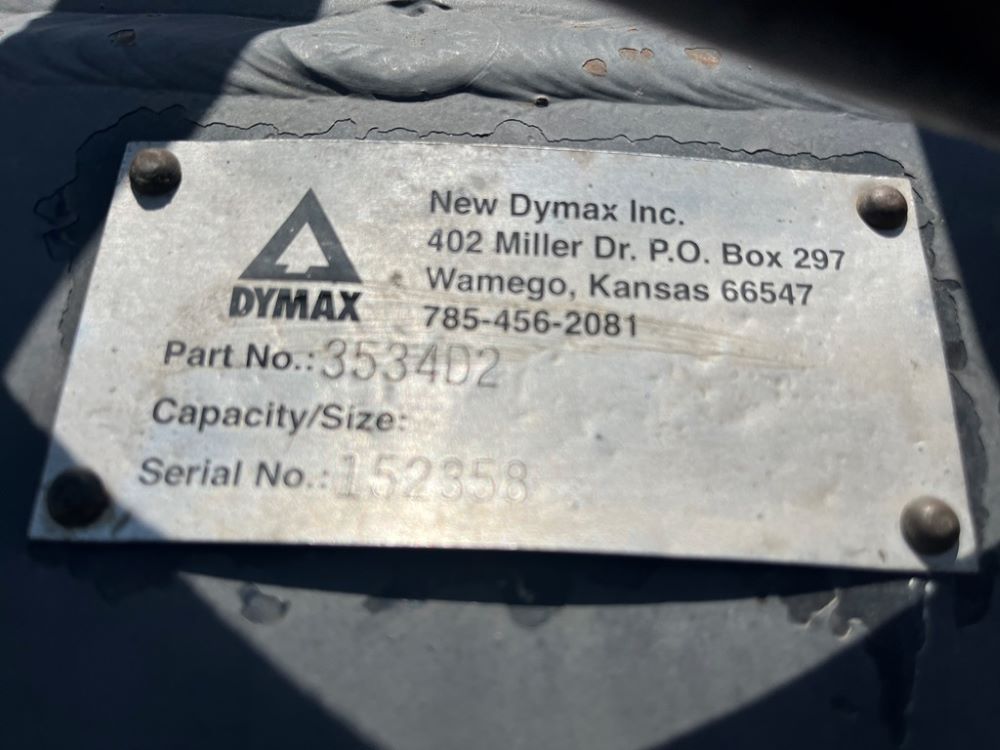 New Dymax Inc.
402 Miller Dr. P.O. Box 297
Wamego, Kansas 66547
785-456-2081
DYMAX
Part No.: 3534D2
Capacity/Size:
Serial No.: 152358